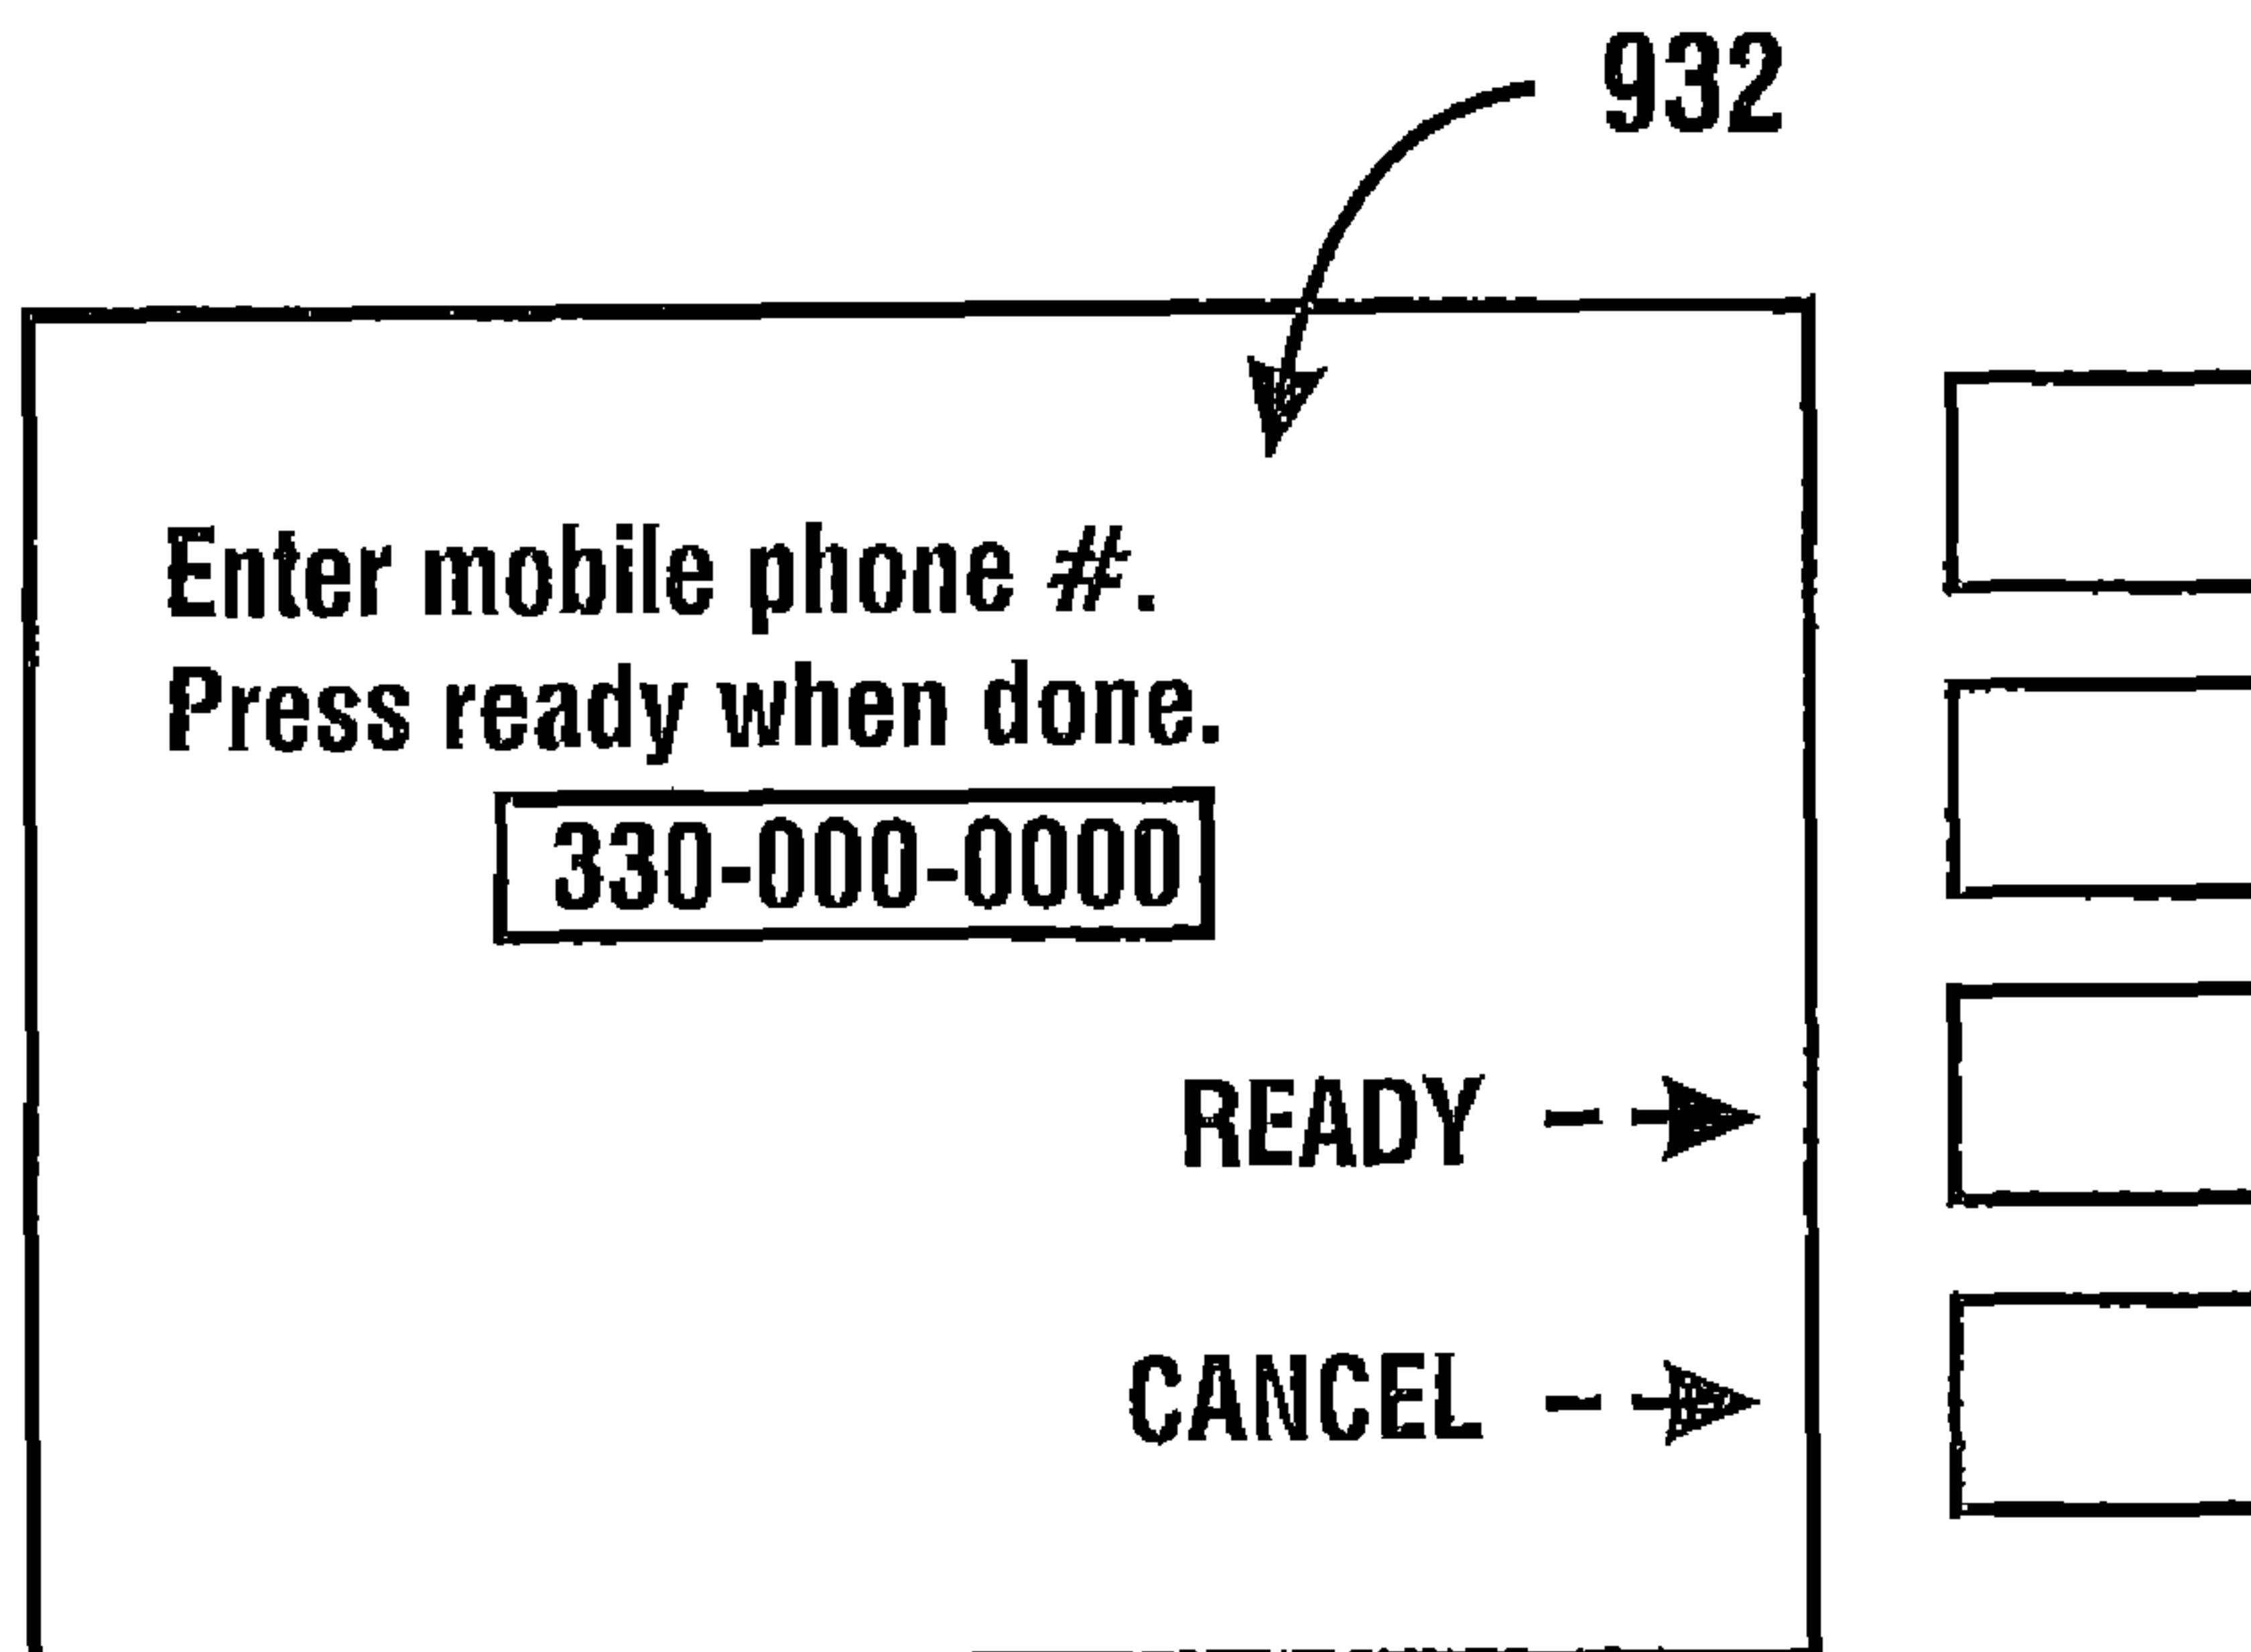 932
Enter mobile phone #.
Press ready when done.
330-000-0000
READY
CANCEL